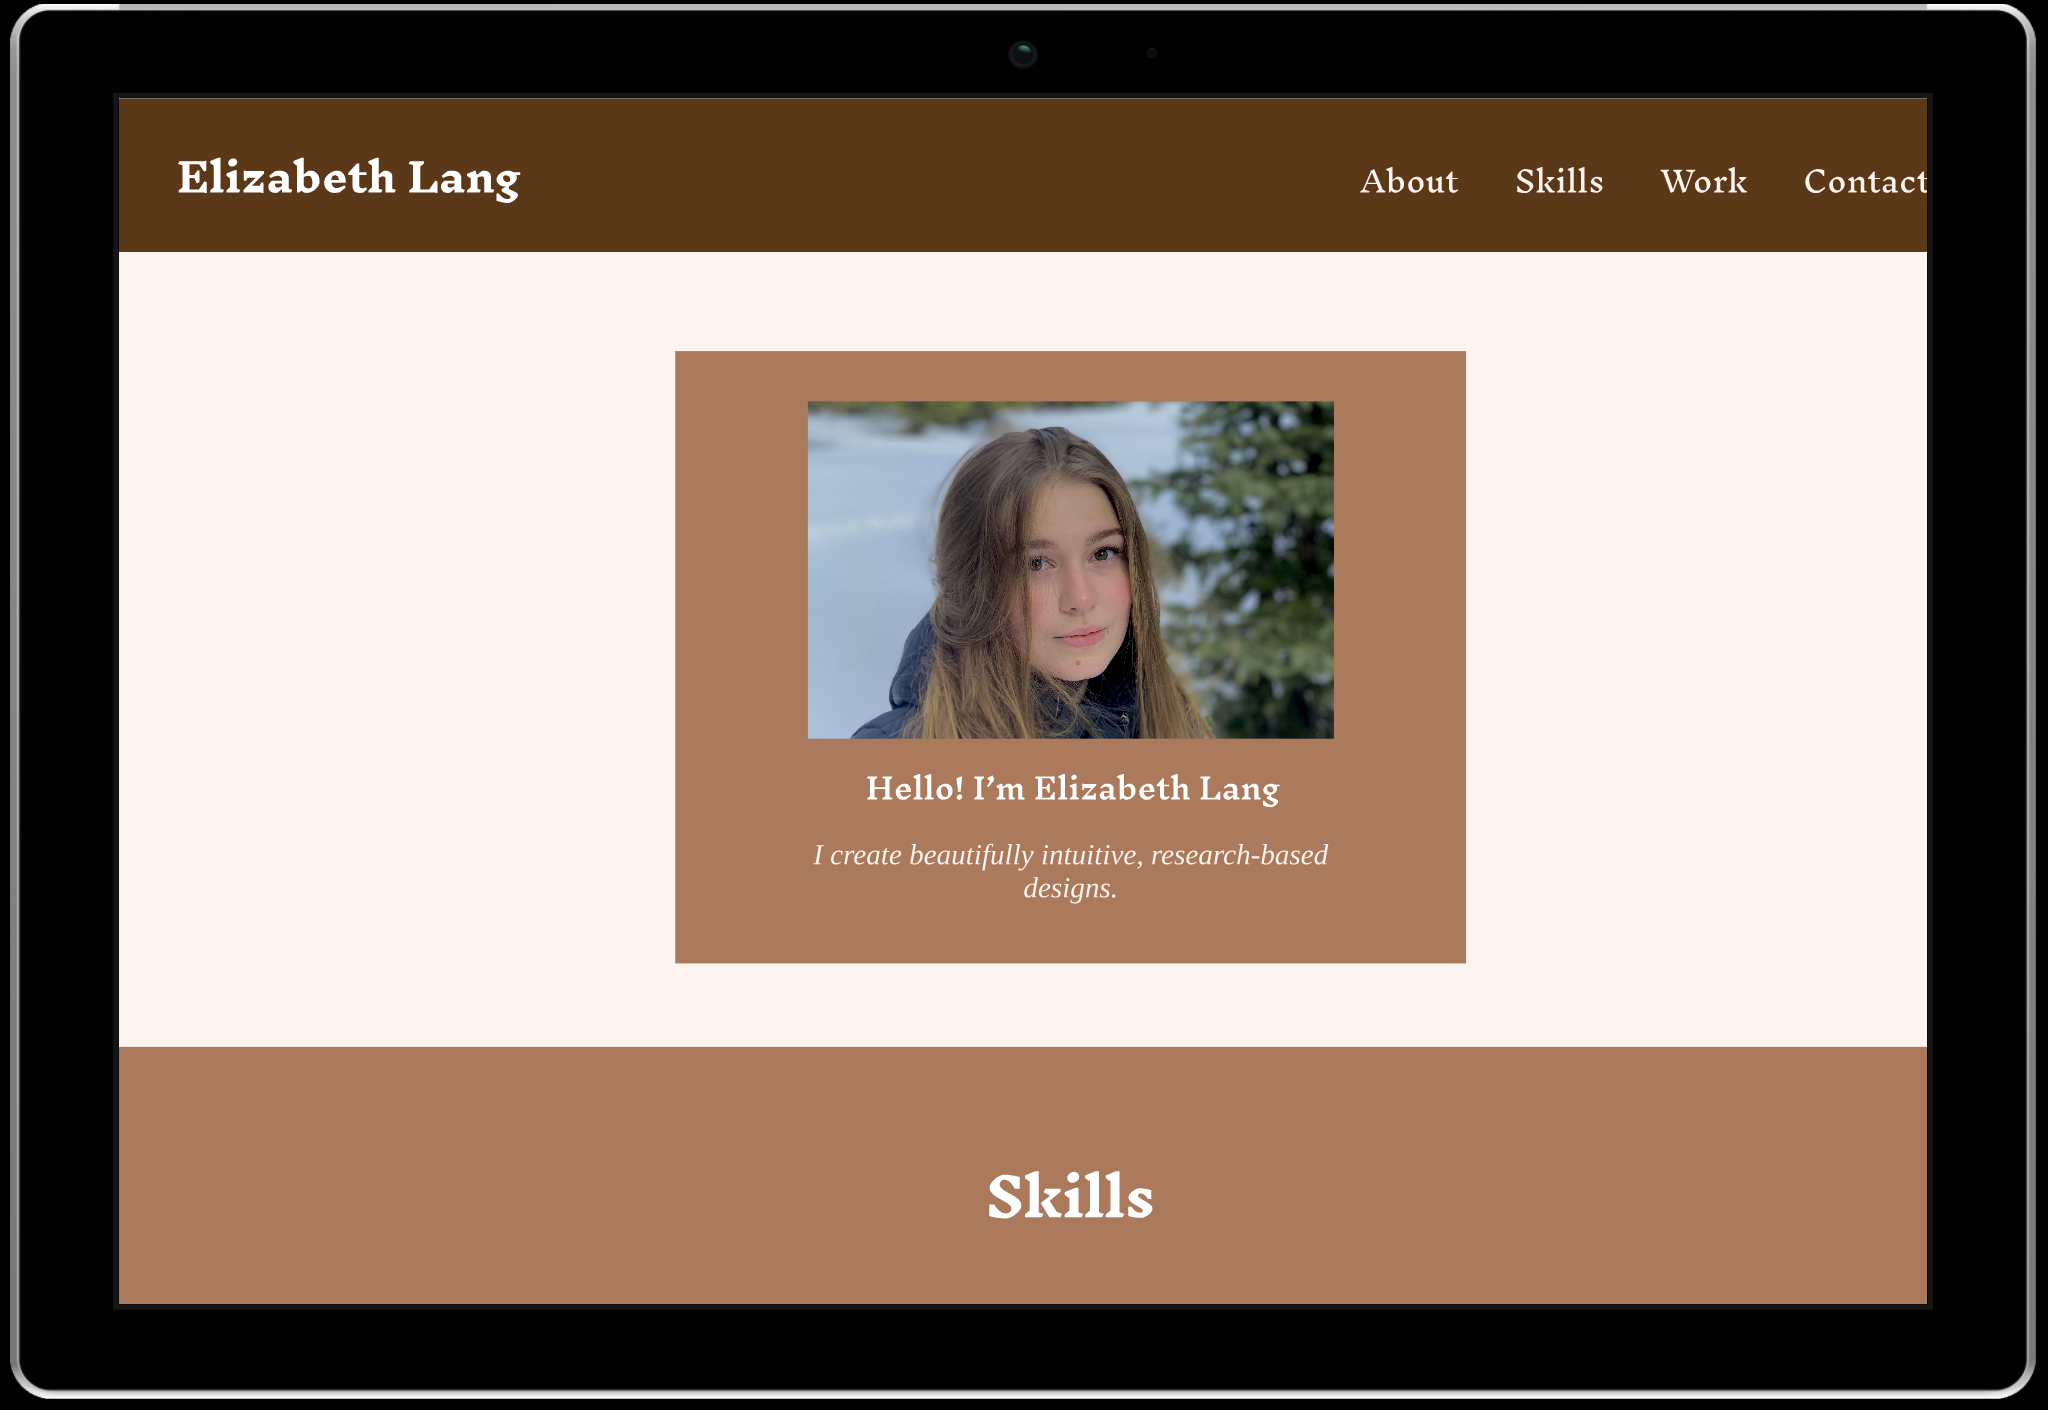 Elizabeth Lang
About Skills Work Contact
Hello! I’m Elizabeth Lang
I create beautifully intuitive, research-based
designs.
Skills